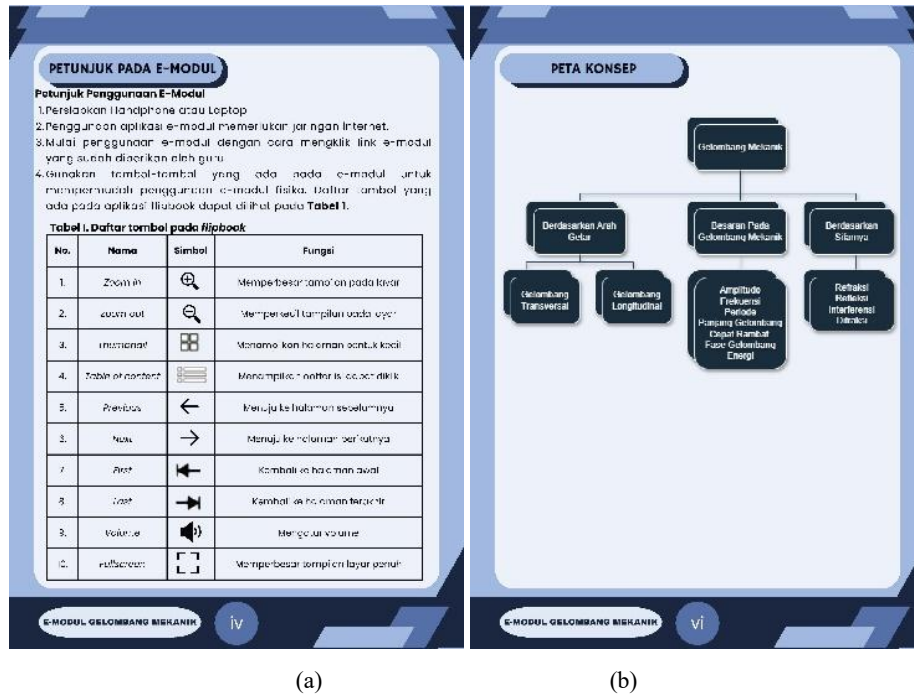 PETUNJUK PADA E-MODUL
Petunjuk Penggunaan E-Modul
1. Persiapkan Handphone atau Laptop
2. Penggunaan aplikasi e-modul memerlukan jaringan internet.
3. Mulai penggunaan e-modul dengan cara mengklik link e-modul
yang sudah diberikan oleh guru
4. Gunakan tombol-tombol yang ada pada e-modul untuk
mempermudah penggunaan e-modul fisika. Daftar tombol yang
ada pada aplikasi flipbook dapat dilihat pada Tabel 1.
Tabel 1. Daftar tombol pada flipbook
No. Nama Simbol Fungsi
1. Zoom in Memperbesar tampilan pada layar
2. Zoom out Memperkecil tampilan pada layar
3. Thumbnail Menampilkan halaman bentuk kecil
4. Table of content Menampilkan daftar isi dapat diklik
5. Previous Menuju ke halaman sebelumnya
6. Next Menuju ke halaman berikutnya
7. First Kembali ke halaman awal
8. Last Kembali ke halaman terakhir
9. Volume Mengatur volume
10. Fullscreen Memperbesar tampilan layar penuh
E-MODUL GELOMBANG MEKANIK
iv
(a)
PETA KONSEP
Gelombang Mekanik
Berdasarkan Arah
Getar
Besaran Pada
Gelombang Mekanik
Berdasarkan
Sifatnya
Gelombang
Transversal
Gelombang
Longitudinal
Amplitudo
Frekuensi
Periode
Panjang Gelombang
Cepat Rambat
Fase Gelombang
Energi
Refraksi
Refleksi
Interferensi
Difraksi
E-MODUL GELOMBANG MEKANIK
vi
(b)